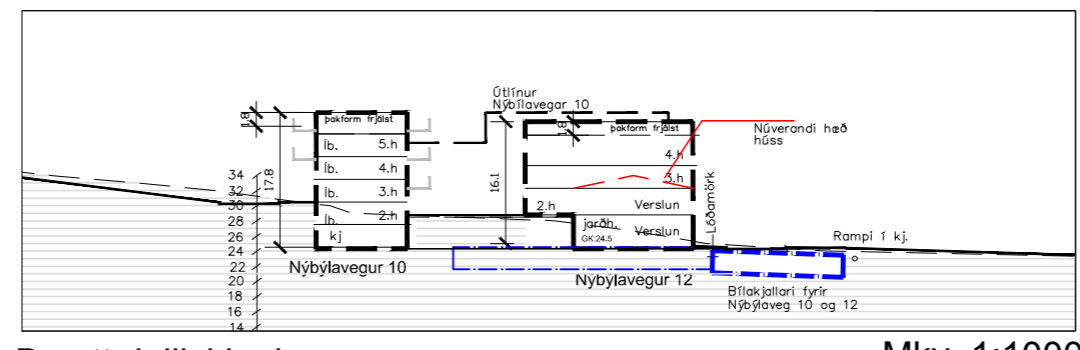 Útlínur
Nýbílavegar 10
1.8
þakform frjálst
1.8
þakform frjálst
Núverandi hæð
húss
Íb. 5.h
4.h
Íb. 4.h
3.h
17.8
16.1
Íb. 3.h
Íb. 2.h
2.h
Verslun
kj
jarðh.
Verslun
GK:24.5
Lóðamörk
Rampi í kj.
34
32
30
28
26
24
22
20
18
16
14
Nýbýlavegur 10
Nýbýlavegur 12
Bílakjallari fyrir
Nýbýlaveg 10 og 12
Mkv. 1:1000